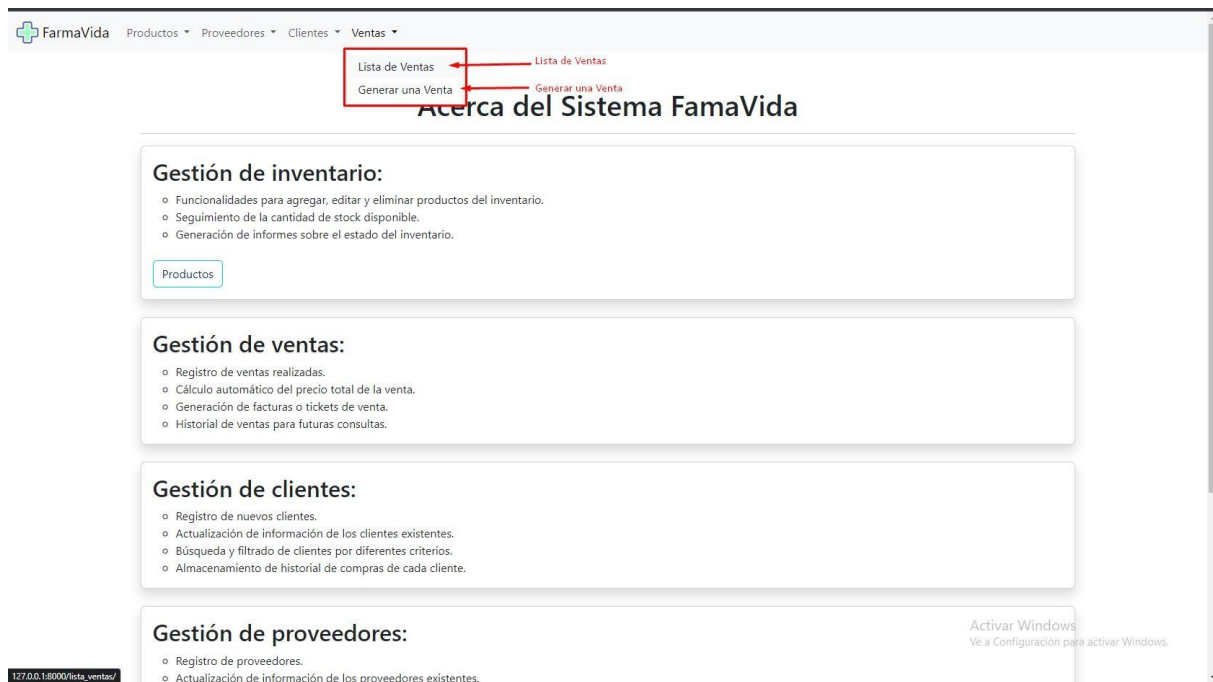 FarmaVida Productos Proveedores Clientes Ventas
Lista de Ventas Lista de Ventas
Generar una Venta Generar una Venta
Acerca del Sistema FamaVida
Gestión de inventario:
Funcionalidades para agregar, editar y eliminar productos del inventario.
Seguimiento de la cantidad de stock disponible.
Generación de informes sobre el estado del inventario.
Productos
Gestión de ventas:
Registro de ventas realizadas.
Cálculo automático del precio total de la venta.
Generación de facturas o tickets de venta.
Historial de ventas para futuras consultas.
Gestión de clientes:
Registro de nuevos clientes.
Actualización de información de los clientes existentes.
Búsqueda y filtrado de clientes por diferentes criterios.
Almacenamiento de historial de compras de cada cliente.
Gestión de proveedores:
Registro de proveedores.
Actualización de información de los proveedores existentes.
Activar Windows
Ve a Configuración para activar Windows.
127.0.0.1:8000/lista_ventas/